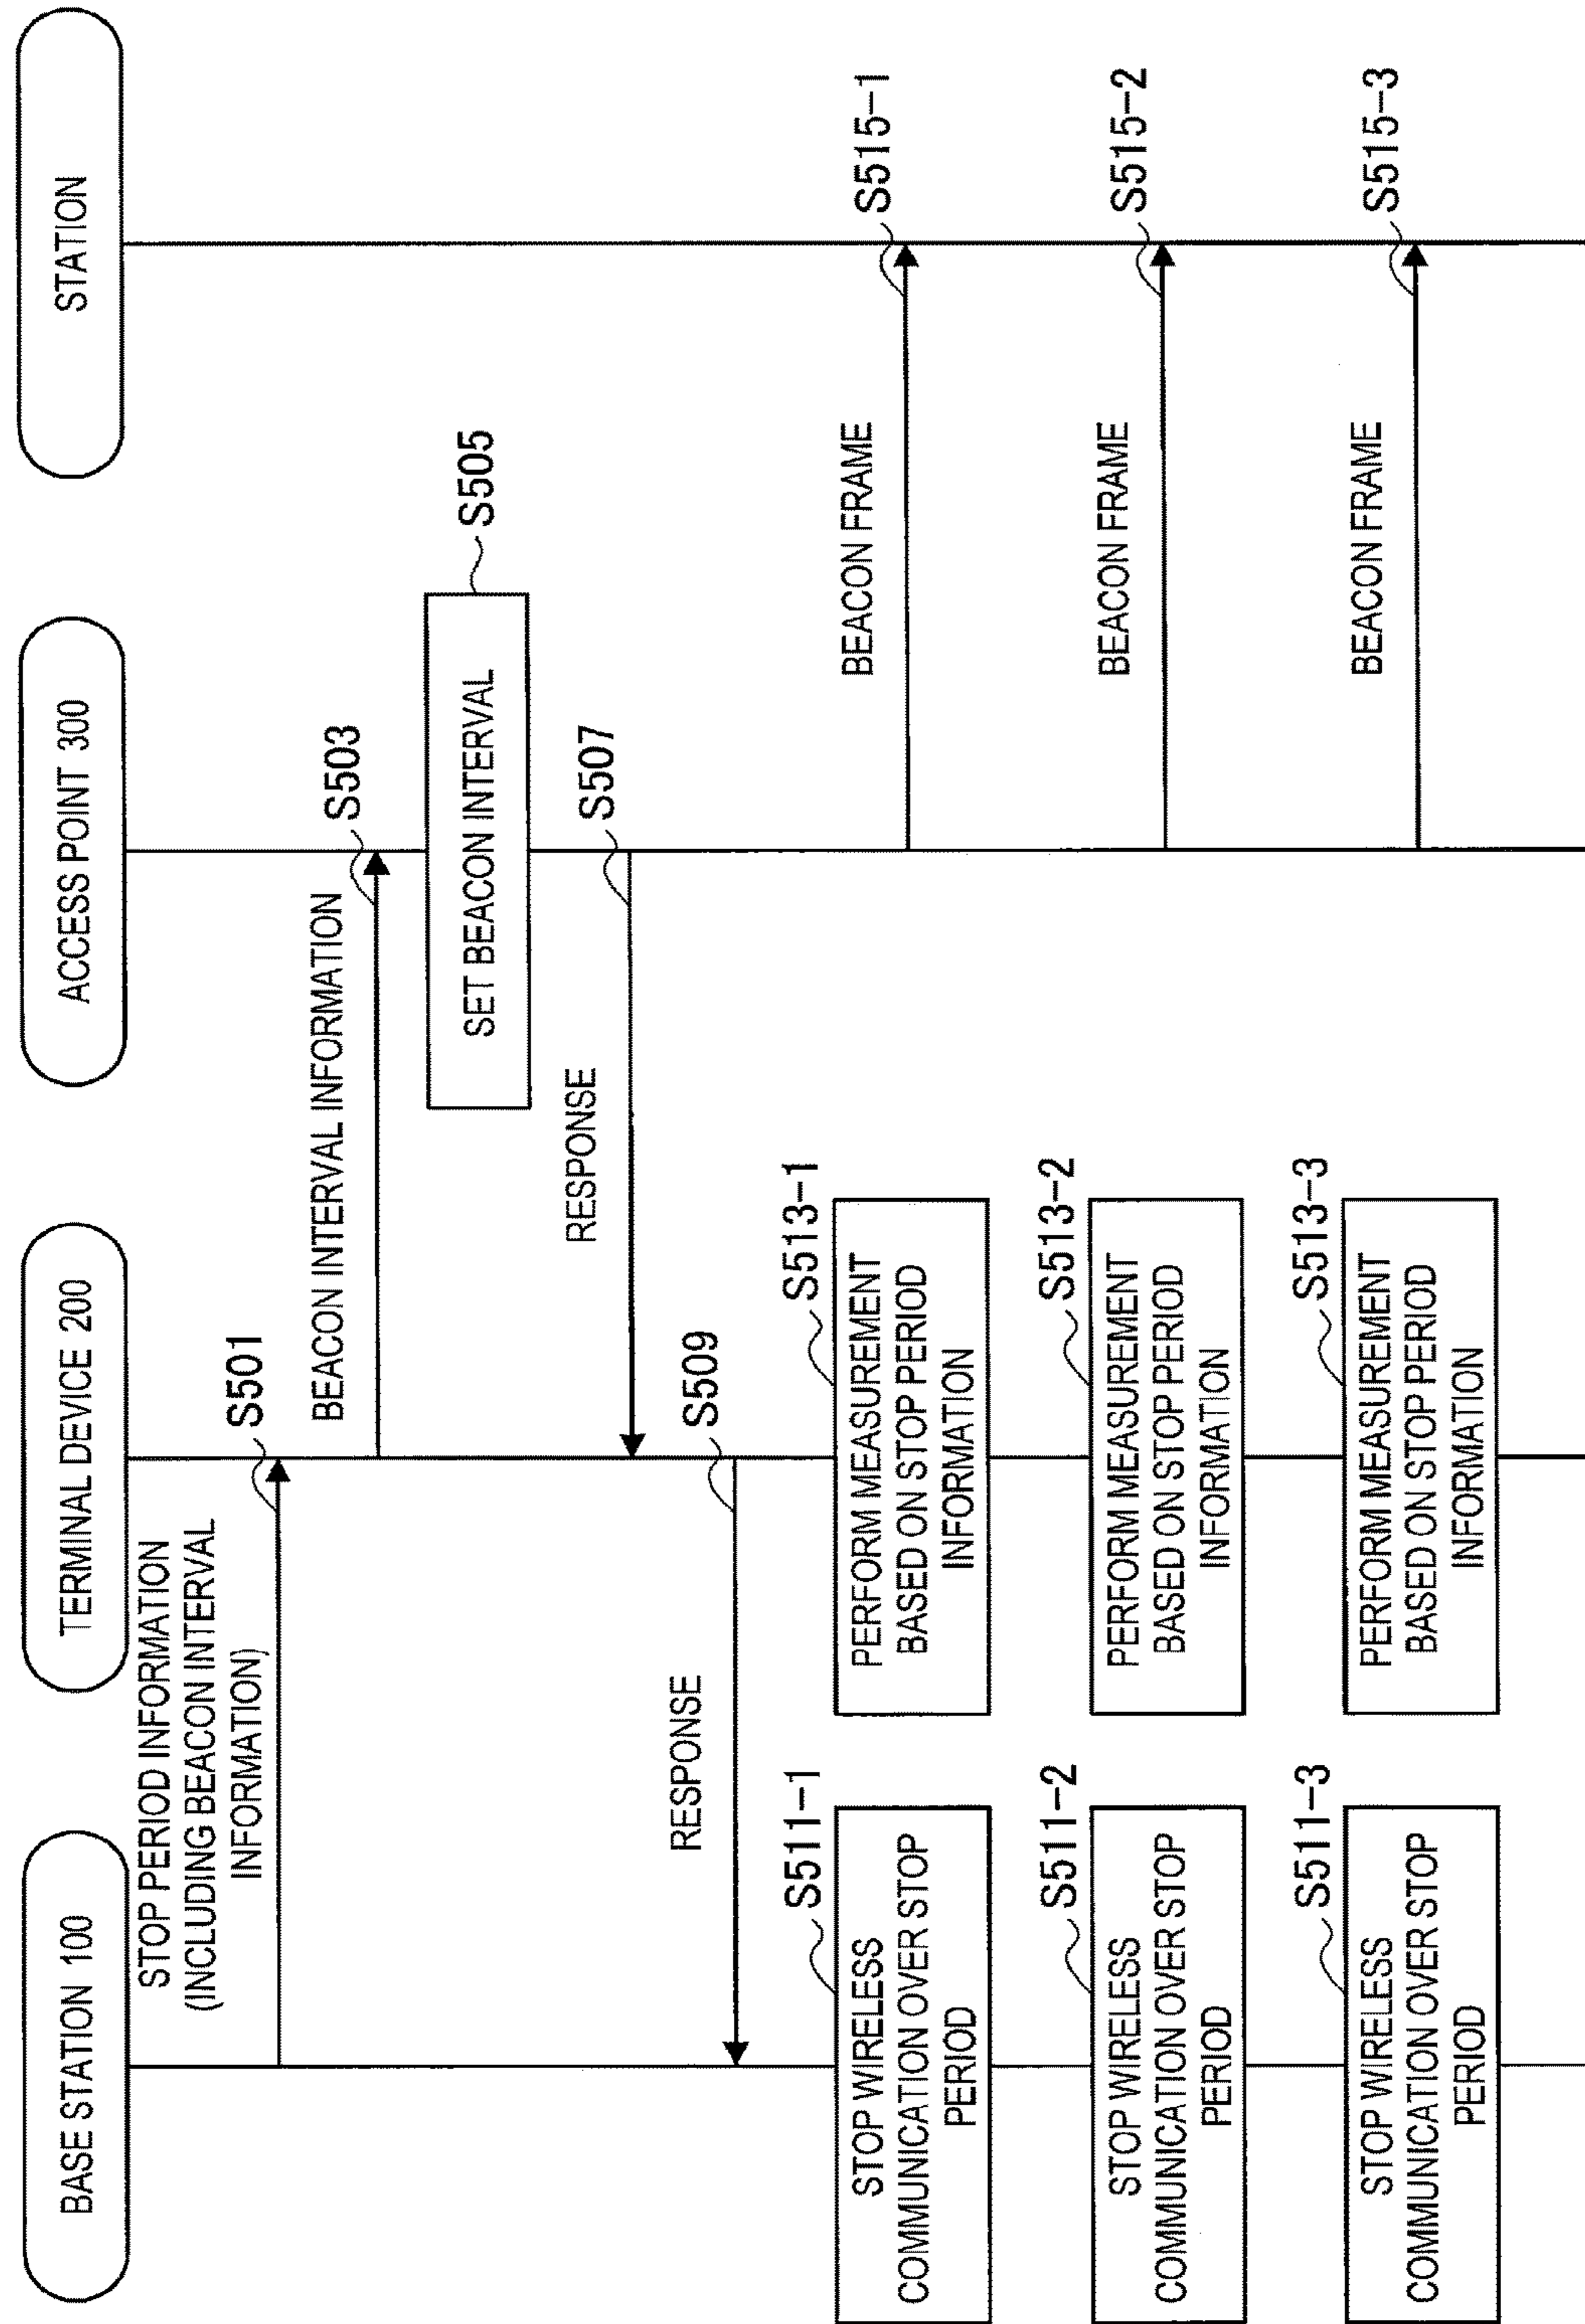 BASE STATION 100
TERMINAL DEVICE 200
ACCESS POINT 300
STATION
STOP PERIOD INFORMATION
(INCLUDING BEACON INTERVAL
INFORMATION)
S501
BEACON INTERVAL INFORMATION
S503
SET BEACON INTERVAL
S505
RESPONSE
S507
RESPONSE
S509
STOP WIRELESS
COMMUNICATION OVER STOP
PERIOD
S511-1
PERFORM MEASUREMENT
BASED ON STOP PERIOD
INFORMATION
S513-1
BEACON FRAME
S515-1
STOP WIRELESS
COMMUNICATION OVER STOP
PERIOD
S511-2
PERFORM MEASUREMENT
BASED ON STOP PERIOD
INFORMATION
S513-2
BEACON FRAME
S515-2
STOP WIRELESS
COMMUNICATION OVER STOP
PERIOD
S511-3
PERFORM MEASUREMENT
BASED ON STOP PERIOD
INFORMATION
S513-3
BEACON FRAME
S515-3